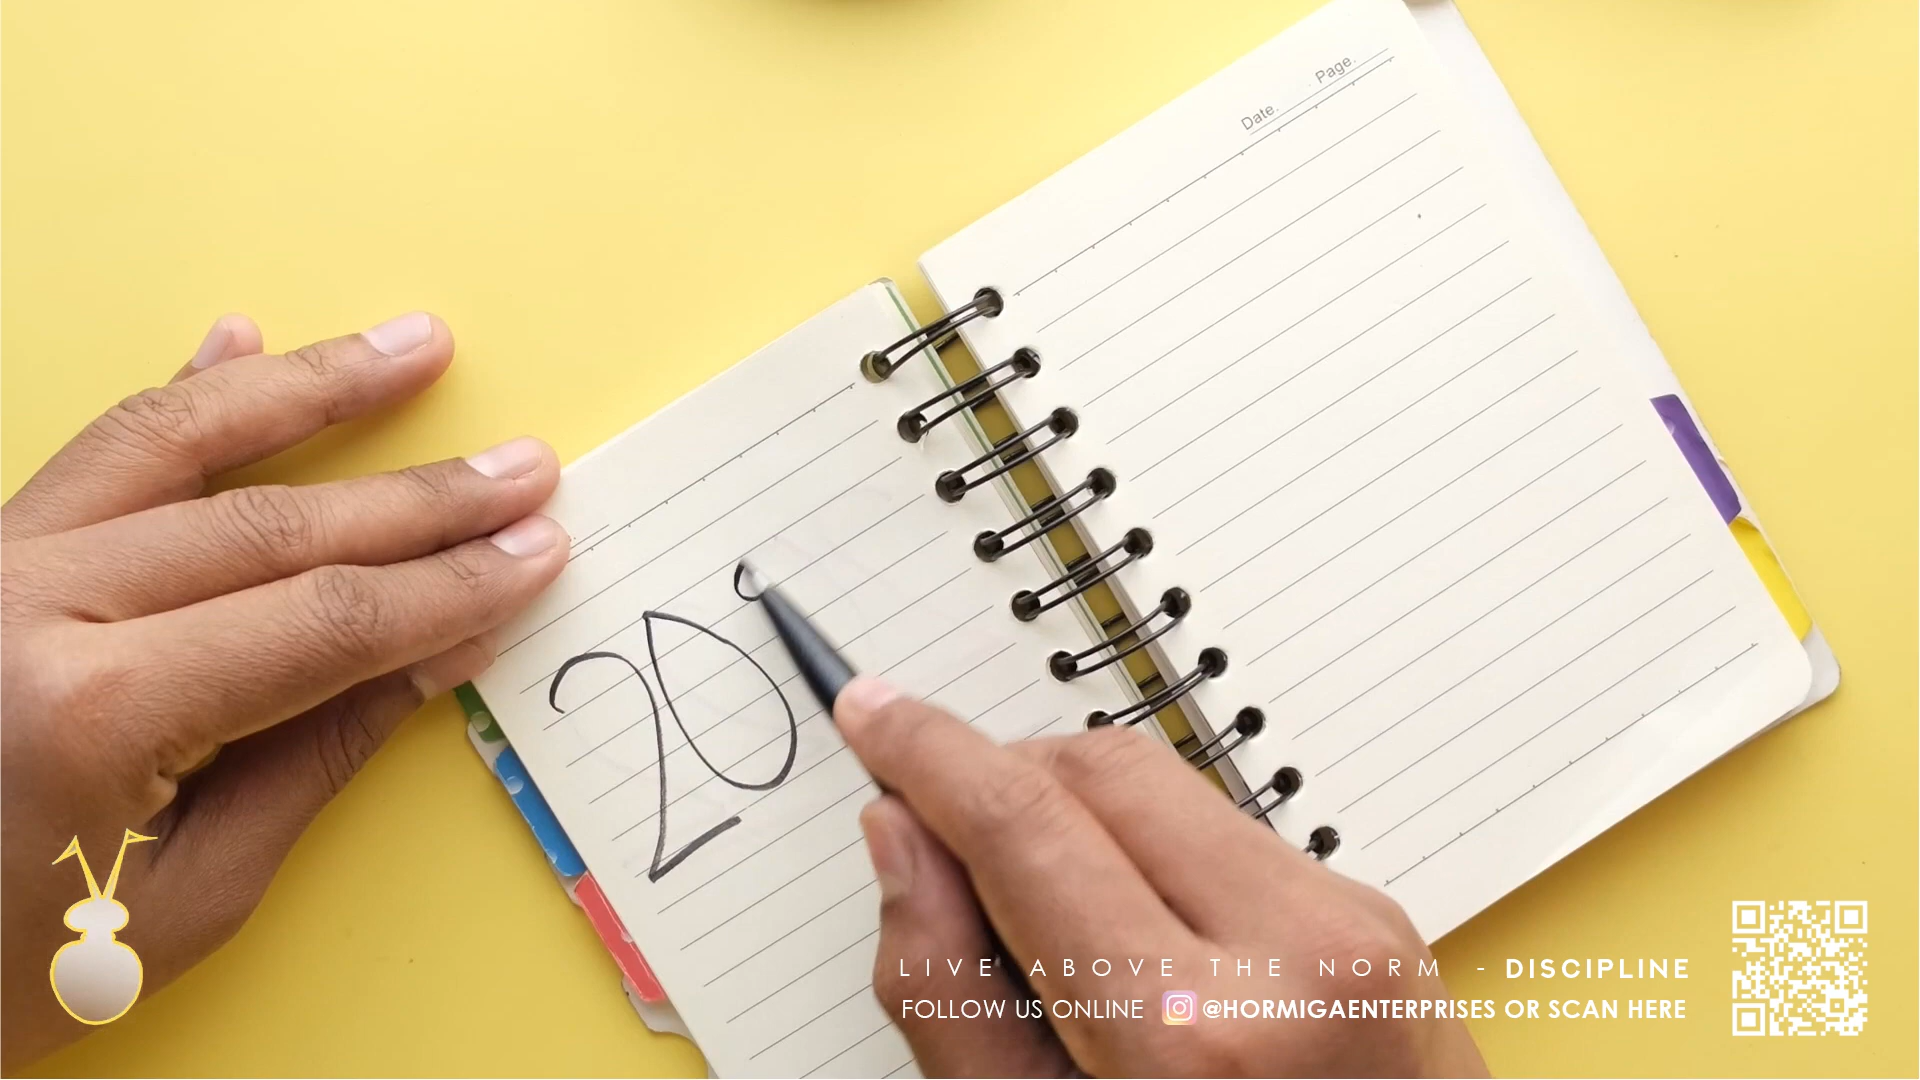 Date. Page.
20
LIVE ABOVE THE NORM - DISCIPLINE
FOLLOW US ONLINE @HORMIGAENTERPRISES OR SCAN HERE